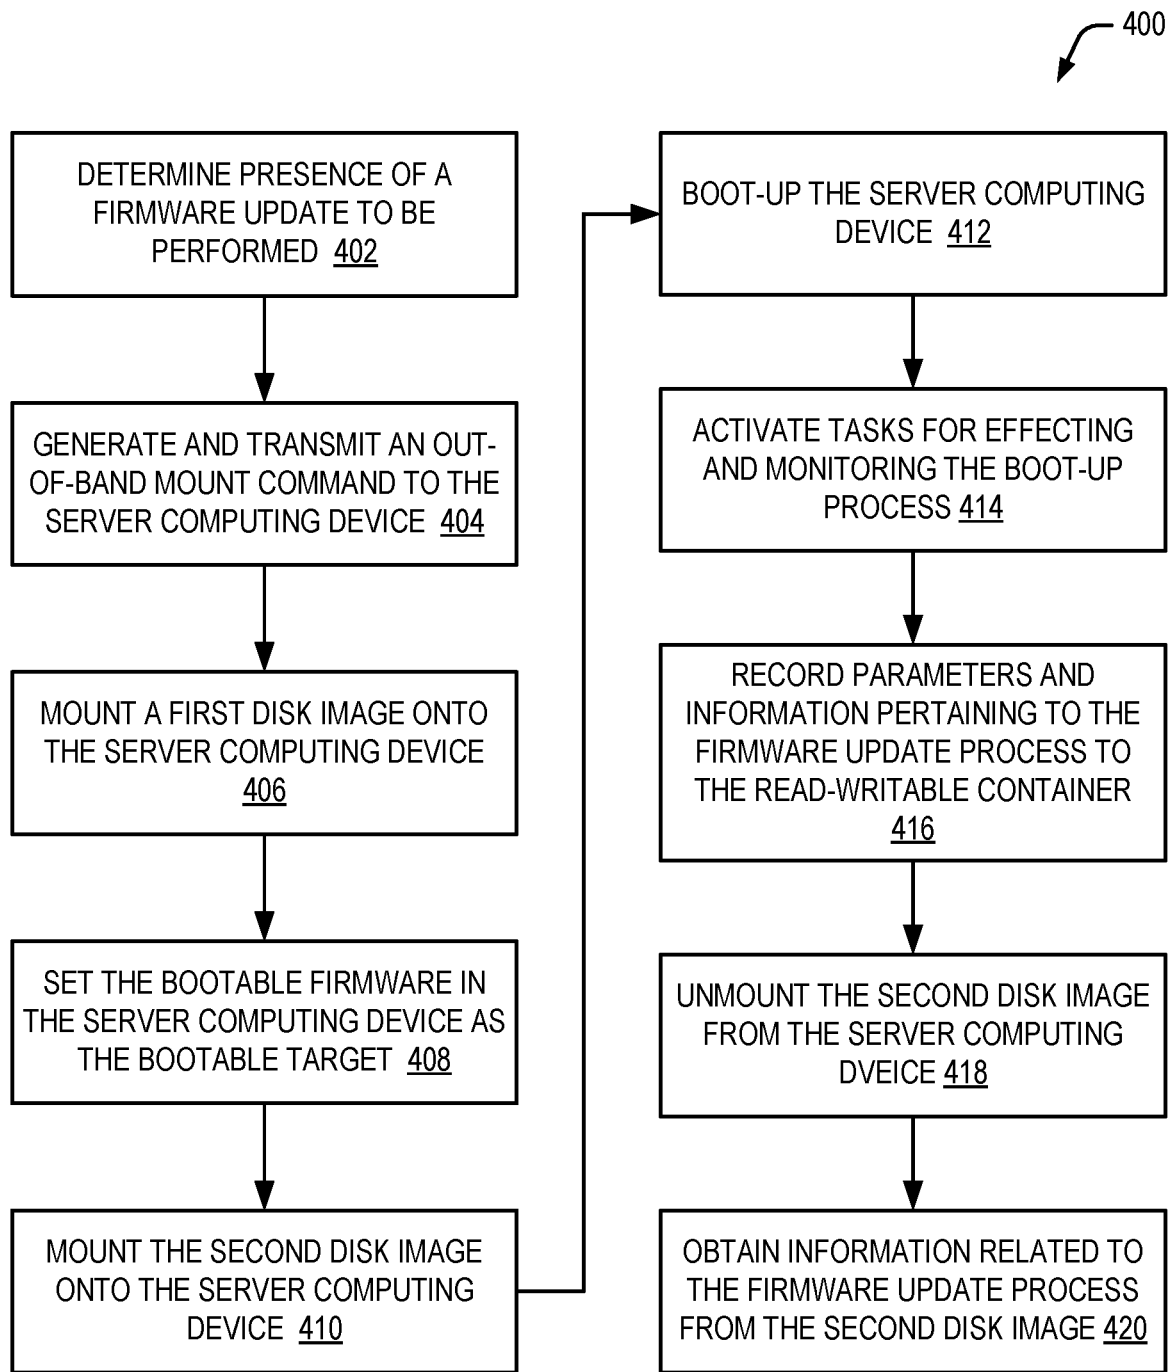 400
DETERMINE PRESENCE OF A
FIRMWARE UPDATE TO BE
PERFORMED 402
GENERATE AND TRANSMIT AN OUT-
OF-BAND MOUNT COMMAND TO THE
SERVER COMPUTING DEVICE 404
MOUNT A FIRST DISK IMAGE ONTO
THE SERVER COMPUTING DEVICE
406
SET THE BOOTABLE FIRMWARE IN
THE SERVER COMPUTING DEVICE AS
THE BOOTABLE TARGET 408
MOUNT THE SECOND DISK IMAGE
ONTO THE SERVER COMPUTING
DEVICE 410
BOOT-UP THE SERVER COMPUTING
DEVICE 412
ACTIVATE TASKS FOR EFFECTING
AND MONITORING THE BOOT-UP
PROCESS 414
RECORD PARAMETERS AND
INFORMATION PERTAINING TO THE
FIRMWARE UPDATE PROCESS TO
THE READ-WRITABLE CONTAINER
416
UNMOUNT THE SECOND DISK IMAGE
FROM THE SERVER COMPUTING
DVEICE 418
OBTAIN INFORMATION RELATED TO
THE FIRMWARE UPDATE PROCESS
FROM THE SECOND DISK IMAGE 420